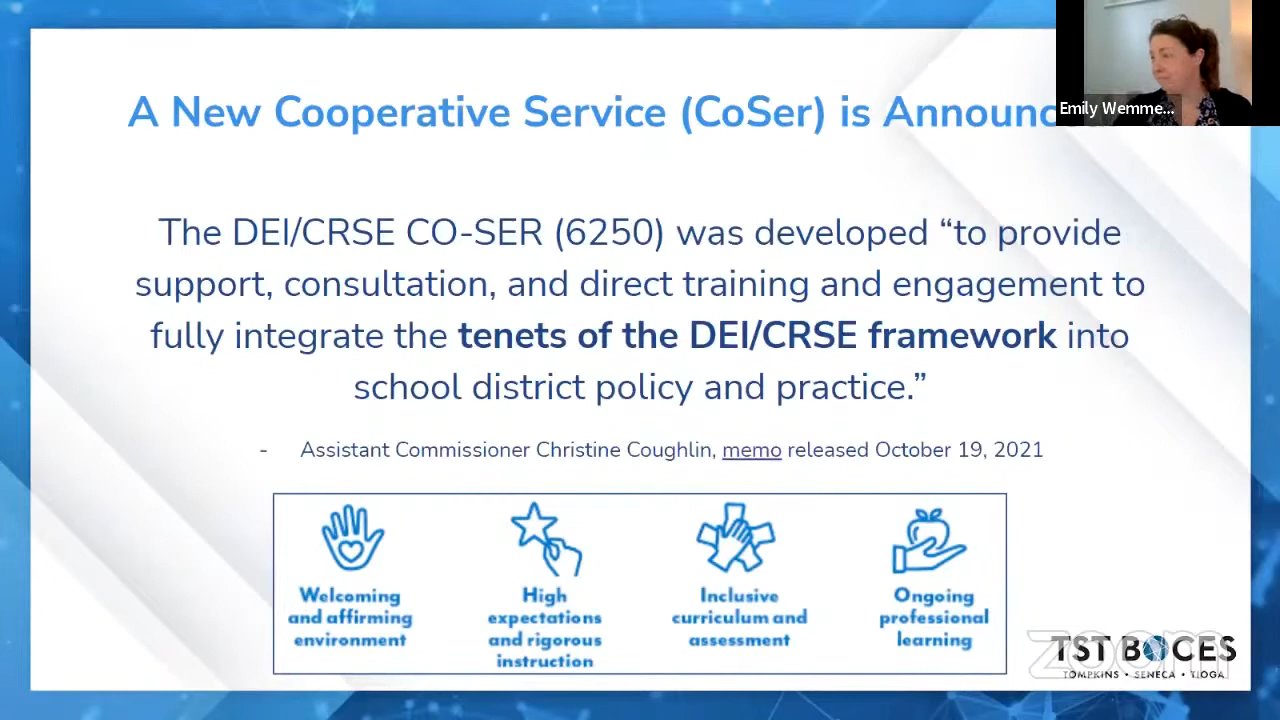 A New Cooperative Service (CoSer) is Announc
Emily Wemme...
The DEI/CRSE CO-SER (6250) was developed “to provide
support, consultation, and direct training and engagement to
fully integrate the tenets of the DEI/CRSE framework into
school district policy and practice.”
- Assistant Commissioner Christine Coughlin, memo released October 19, 2021
Welcoming
and affirming
environment
High
expectations
and rigorous
instruction
Inclusive
curriculum and
assessment
Ongoing
professional
learning
TST BOCES
TOMPKINS • SENECA • TIOGA
zoom